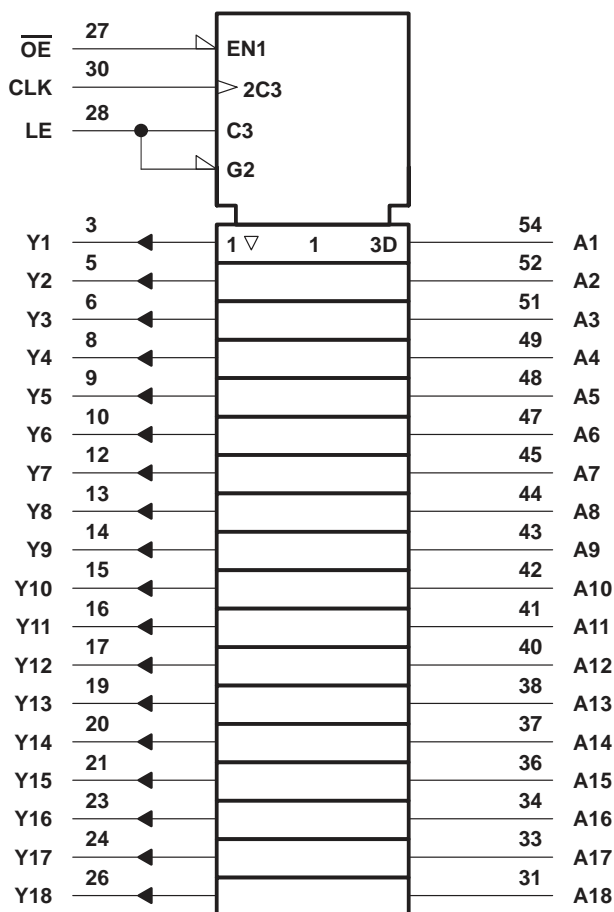 OE 27 EN1
CLK 30 2C3
LE 28 C3
G2
Y1 3 1 ▽ 1 3D 54 A1
Y2 5 52 A2
Y3 6 51 A3
Y4 8 49 A4
Y5 9 48 A5
Y6 10 47 A6
Y7 12 45 A7
Y8 13 44 A8
Y9 14 43 A9
Y10 15 42 A10
Y11 16 41 A11
Y12 17 40 A12
Y13 19 38 A13
Y14 20 37 A14
Y15 21 36 A15
Y16 23 34 A16
Y17 24 33 A17
Y18 26 31 A18